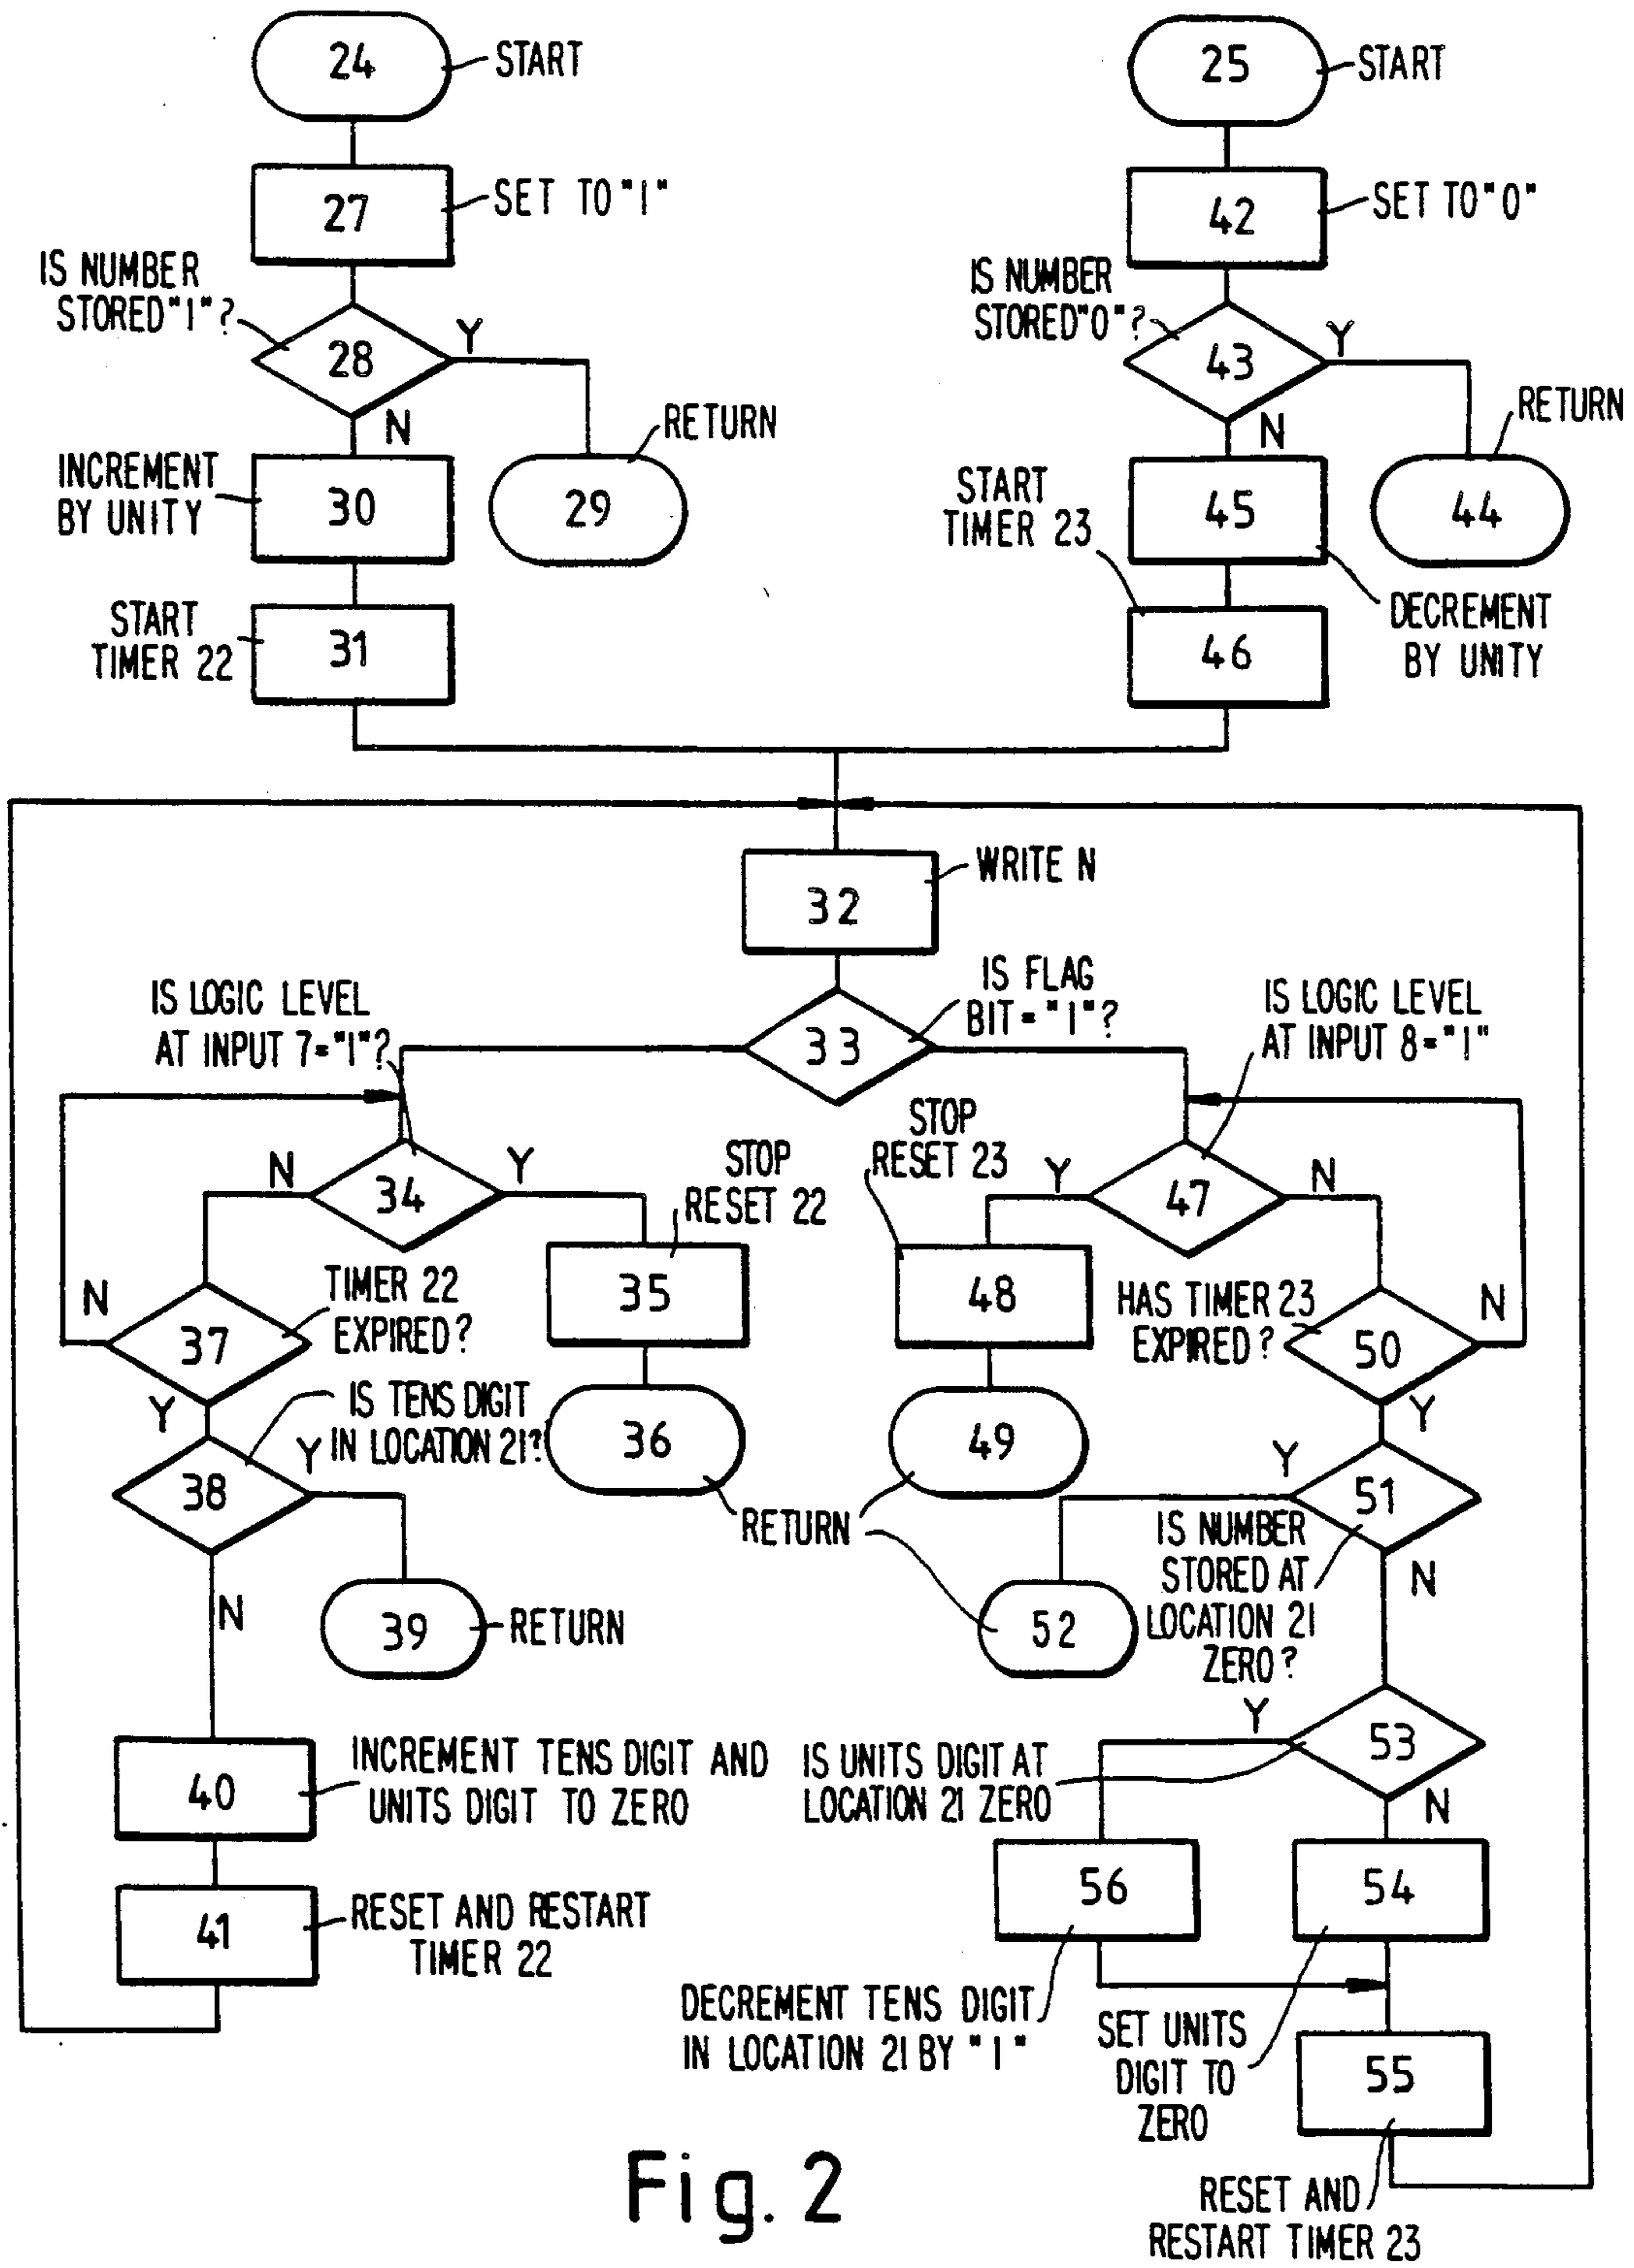 24
START
25
START
27
SET TO "1"
42
SET TO "0"
IS NUMBER
STORED "1" ?
28
Y
N
IS NUMBER
STORED "0" ?
43
Y
N
RETURN
29
RETURN
44
INCREMENT
BY UNITY
30
START
TIMER 23
45
DECREMENT
BY UNITY
START
TIMER 22
31
46
32
WRITE N
33
IS FLAG
BIT = "1" ?
IS LOGIC LEVEL
AT INPUT 7 = "1" ?
IS LOGIC LEVEL
AT INPUT 8 = "1"
N
34
Y
STOP
RESET 22
35
36
STOP
RESET 23
Y
47
N
48
49
N
37
TIMER 22
EXPIRED ?
Y
HAS TIMER 23
EXPIRED ?
50
N
Y
38
IS TENS DIGIT
IN LOCATION 21?
Y
N
39
RETURN
RETURN
Y
51
IS NUMBER
STORED AT
LOCATION 21
ZERO ?
N
52
Y
53
N
IS UNITS DIGIT AT
LOCATION 21 ZERO
40
INCREMENT TENS DIGIT AND
UNITS DIGIT TO ZERO
41
RESET AND RESTART
TIMER 22
56
54
DECREMENT TENS DIGIT
IN LOCATION 21 BY "1"
SET UNITS
DIGIT TO
ZERO
55
RESET AND
RESTART TIMER 23
Fig. 2